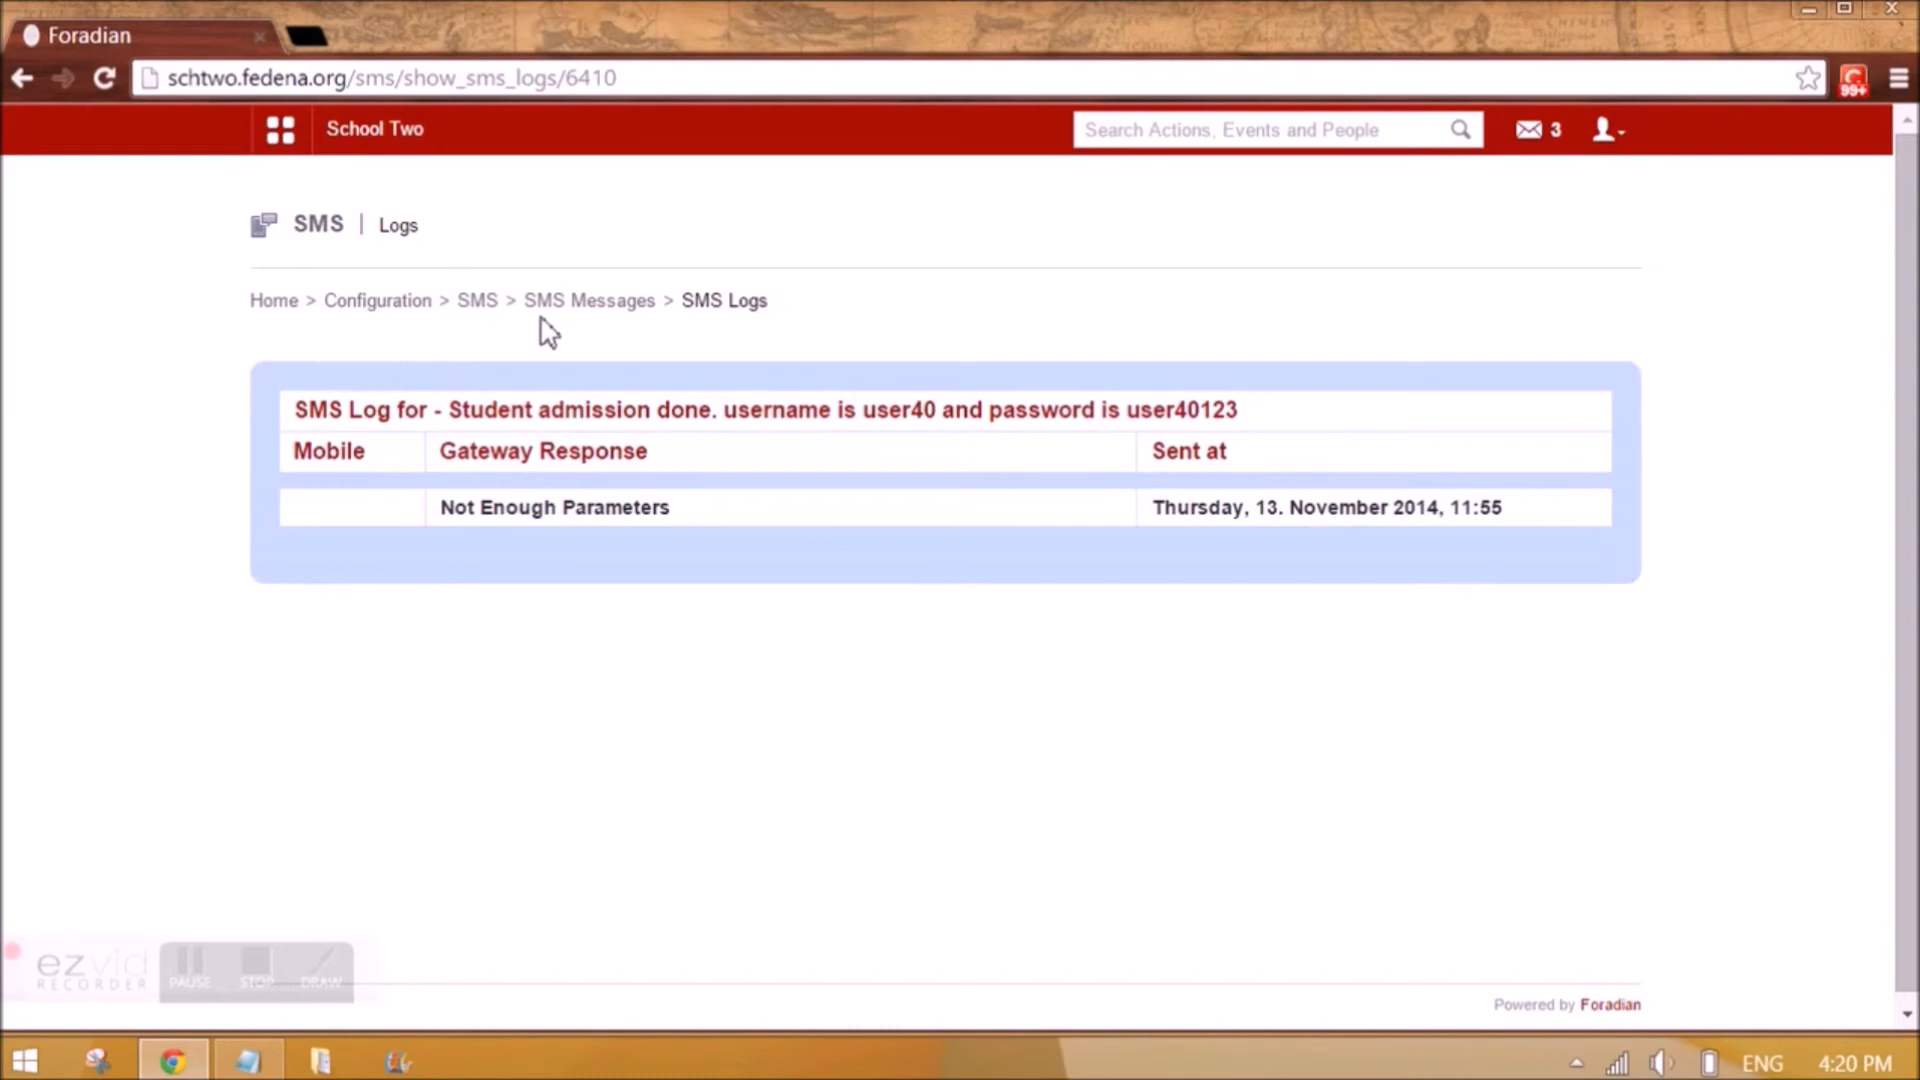 Foradian
schtwo.fedena.org/sms/show_sms_logs/6410
99+
School Two
Search Actions, Events and People
3
SMS | Logs
Home > Configuration > SMS > SMS Messages > SMS Logs
SMS Log for - Student admission done. username is user40 and password is user40123
Mobile Gateway Response Sent at
Not Enough Parameters Thursday, 13. November 2014, 11:55
ezvid
RECORDER
PAUSE STOP DRAW
Powered by Foradian
ENG 4:20 PM